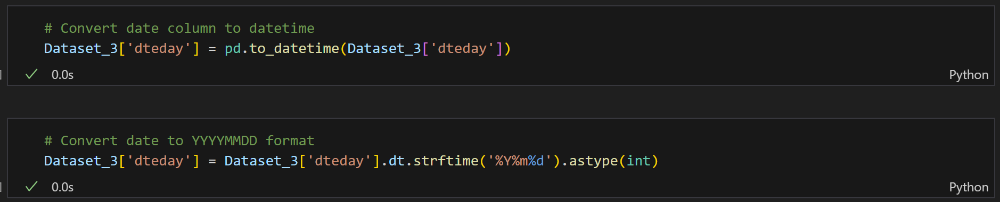 # Convert date column to datetime
Dataset_3['dteday'] = pd.to_datetime(Dataset_3['dteday'])
0.0s
Python
# Convert date to YYYYMMDD format
Dataset_3['dteday'] = Dataset_3['dteday'].dt.strftime('%Y%m%d').astype(int)
0.0s
Python